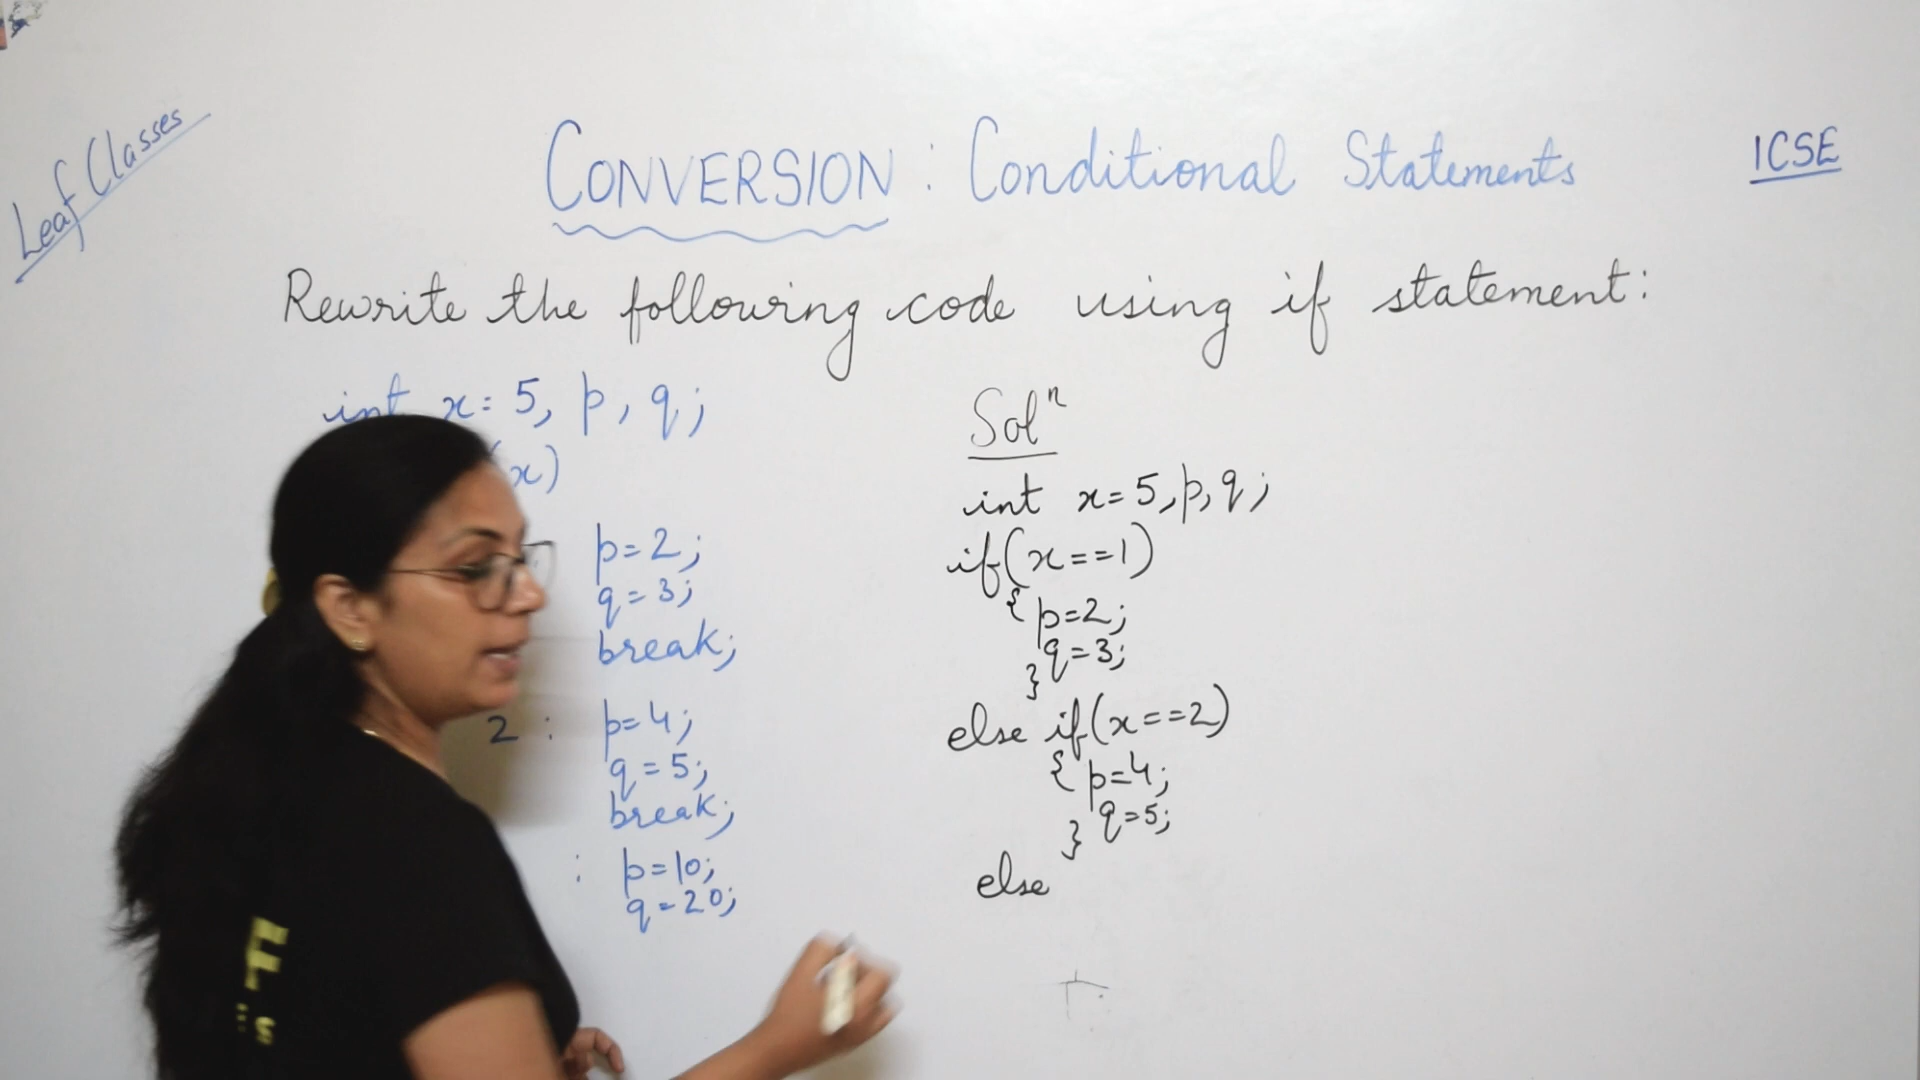 Leaf Classes
CONVERSION : Conditional Statements
ICSE
Rewrite the following code using if statement:
int x = 5, p, q;
(x)
p=2;
q=3;
break;
2 : p=4;
q=5;
break;
: p=10;
q=20;
Solⁿ
int x=5,p,q;
if(x==1)
{ p=2;
q=3;
}
else if(x==2)
{ p=4;
q=5;
}
else